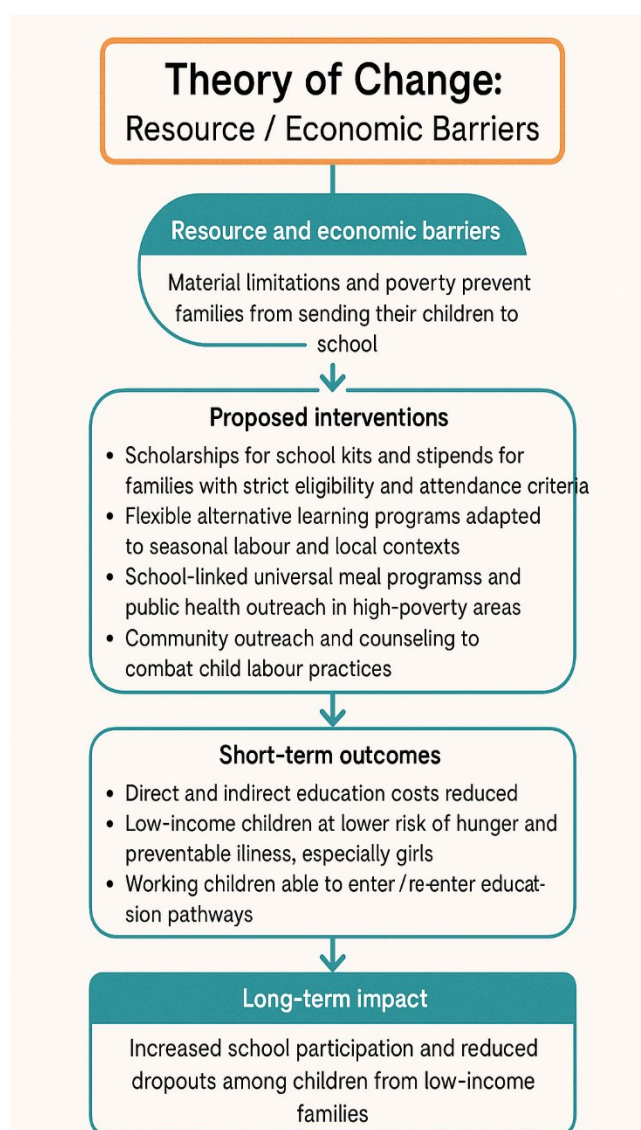 Theory of Change:
Resource / Economic Barriers
Resource and economic barriers
Material limitations and poverty prevent
families from sending their children to
school
Proposed interventions
• Scholarships for school kits and stipends for
families with strict eligibility and attendance criteria
• Flexible alternative learning programs adapted
to seasonal labour and local contexts
• School-linked universal meal programss and
public health outreach in high-poverty areas
• Community outreach and counseling to
combat child labour practices
Short-term outcomes
• Direct and indirect education costs reduced
• Low-income children at lower risk of hunger and
preventable iliness, especially girls
• Working children able to enter / re-enter educat-
sion pathways
Long-term impact
Increased school participation and reduced
dropouts among children from low-income
families